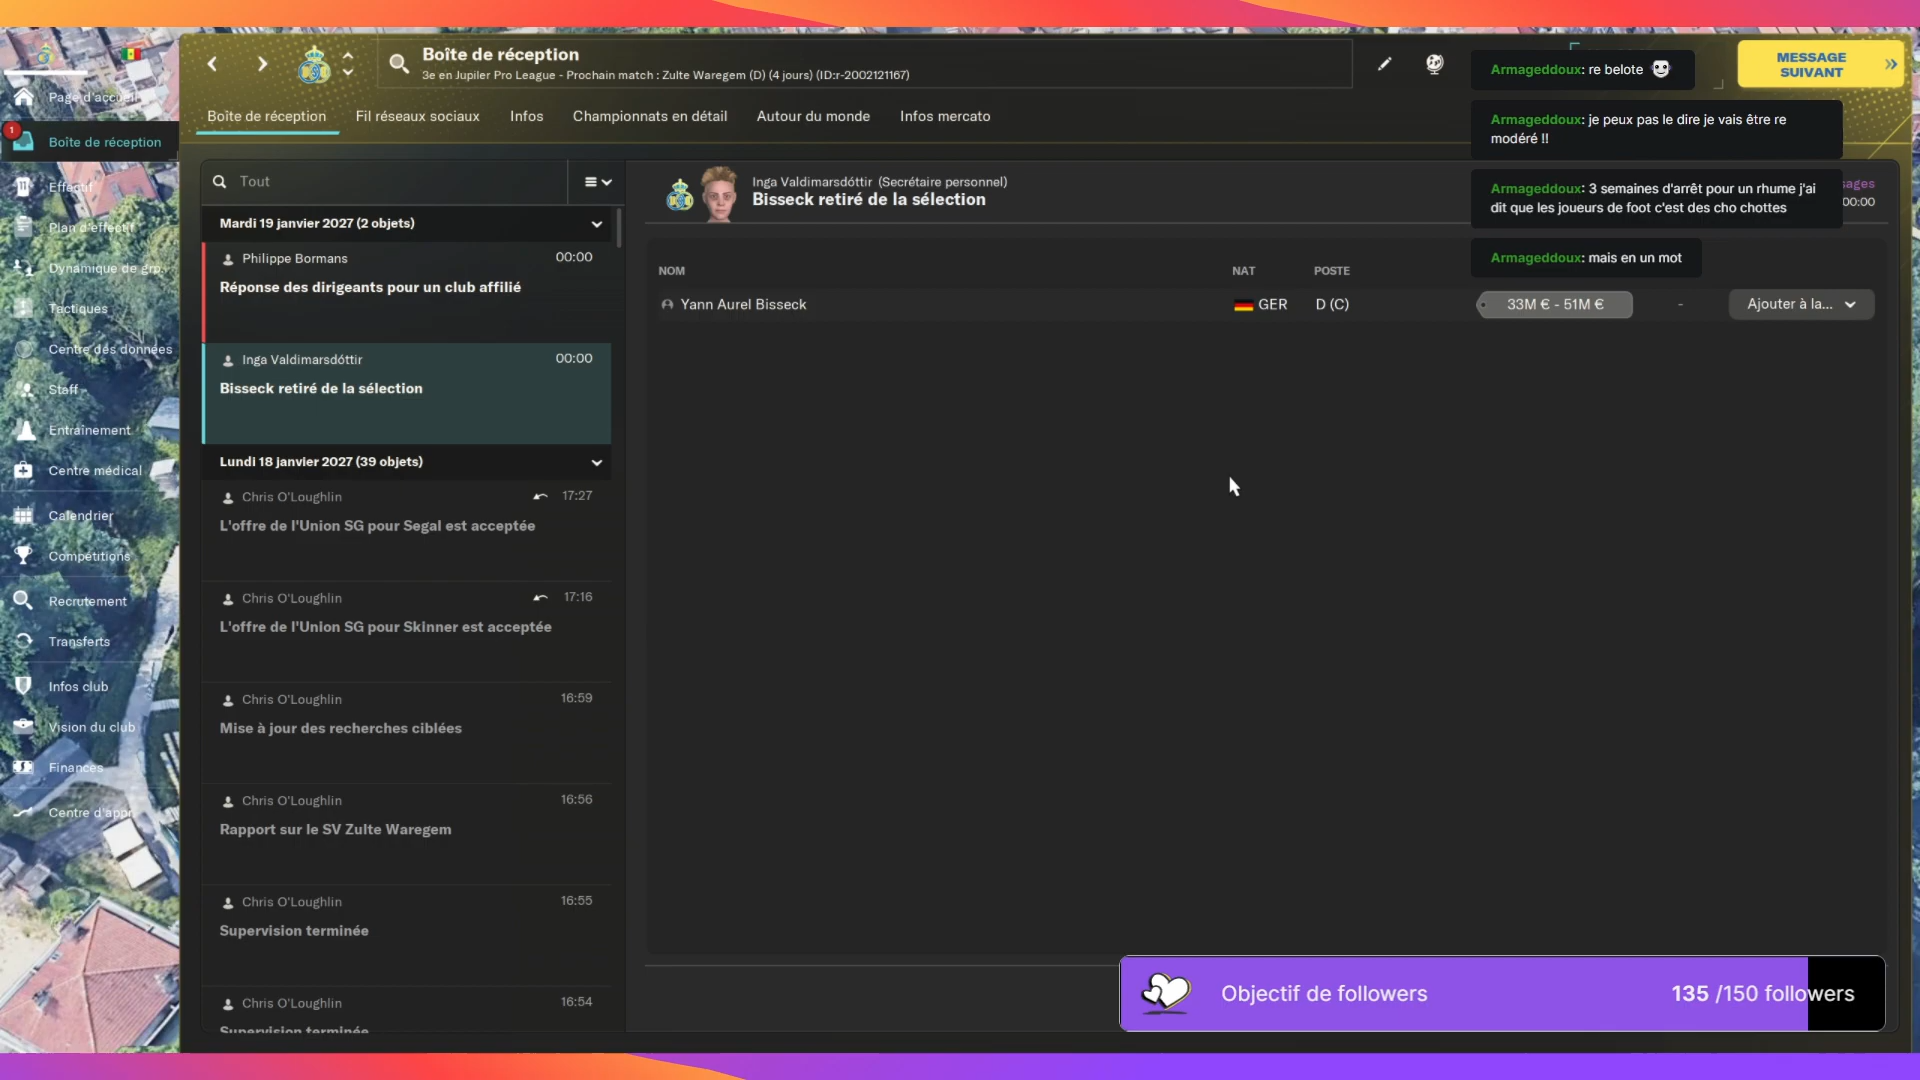 Boîte de réception
3e en Jupiler Pro League - Prochain match : Zulte Waregem (D) (4 jours) (ID:r-2002121167)
MESSAGE
SUIVANT
Boîte de réception
Fil réseaux sociaux
Infos
Championnats en détail
Autour du monde
Infos mercato
Armageddoux: re belote
Armageddoux: je peux pas le dire je vais être re
modéré !!
Armageddoux: 3 semaines d'arrêt pour un rhume j'ai
dit que les joueurs de foot c'est des cho chottes
Armageddoux: mais en un mot
Page d'accueil
1
Boîte de réception
Effectif
Plan d'effectif
Dynamique de grp.
Tactiques
Centre des données
Staff
Entraînement
Centre médical
Calendrier
Compétitions
Recrutement
Transferts
Infos club
Vision du club
Finances
Centre d'appr.
Tout
Mardi 19 janvier 2027 (2 objets)
Philippe Bormans
00:00
Réponse des dirigeants pour un club affilié
Inga Valdimarsdóttir
00:00
Bisseck retiré de la sélection
Lundi 18 janvier 2027 (39 objets)
Chris O'Loughlin
17:27
L'offre de l'Union SG pour Segal est acceptée
Chris O'Loughlin
17:16
L'offre de l'Union SG pour Skinner est acceptée
Chris O'Loughlin
16:59
Mise à jour des recherches ciblées
Chris O'Loughlin
16:56
Rapport sur le SV Zulte Waregem
Chris O'Loughlin
16:55
Supervision terminée
Chris O'Loughlin
16:54
Supervision terminée
Inga Valdimarsdóttir (Secrétaire personnel)
Bisseck retiré de la sélection
00:00
NOM
NAT
POSTE
Yann Aurel Bisseck
GER
D (C)
33M € - 51M €
-
Ajouter à la...
Objectif de followers
135 /150 followers